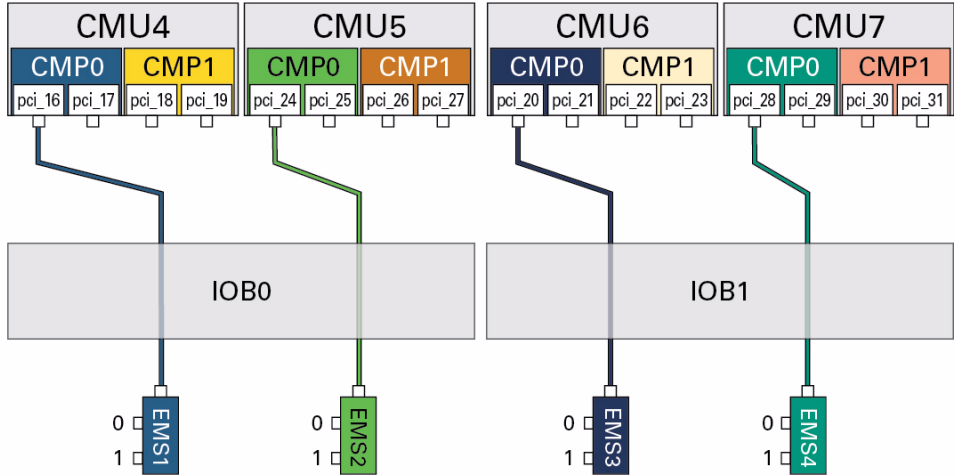 CMU4 CMU5 CMU6 CMU7
CMP0 CMP1 CMP0 CMP1 CMP0 CMP1 CMP0 CMP1
pci_16 pci_17 pci_18 pci_19 pci_24 pci_25 pci_26 pci_27 pci_20 pci_21 pci_22 pci_23 pci_28 pci_29 pci_30 pci_31
IOB0 IOB1
0 0 0 0
1 1 1 1
EMS1 EMS2 EMS3 EMS4